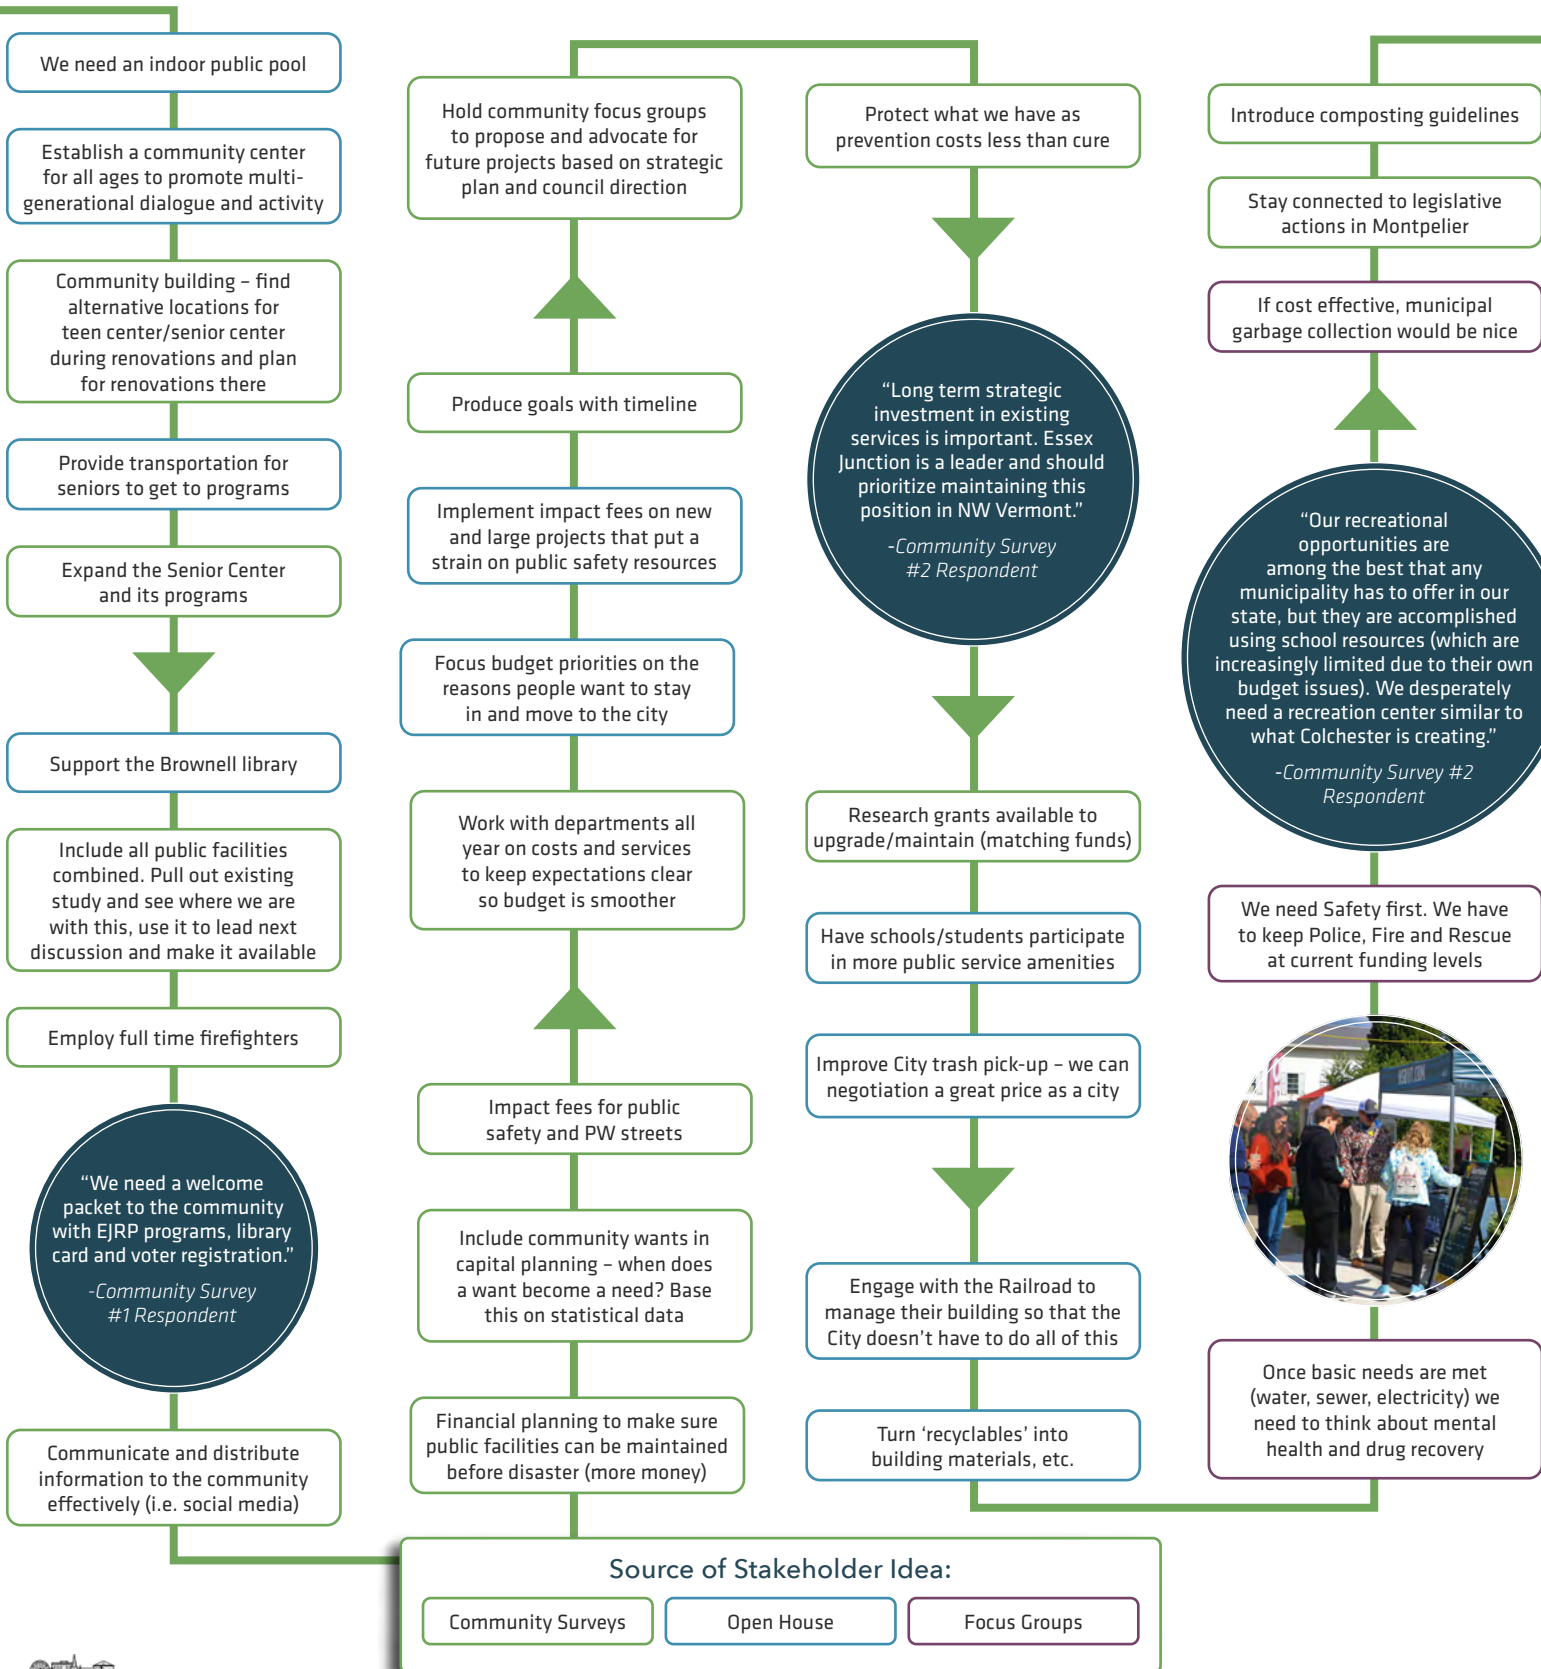 We need an indoor public pool
Establish a community center
for all ages to promote multi-
generational dialogue and activity
Community building – find
alternative locations for
teen center/senior center
during renovations and plan
for renovations there
Provide transportation for
seniors to get to programs
Expand the Senior Center
and its programs
Support the Brownell library
Include all public facilities
combined. Pull out existing
study and see where we are
with this, use it to lead next
discussion and make it available
Employ full time firefighters
“We need a welcome
packet to the community
with EJRP programs, library
card and voter registration.”
-Community Survey
#1 Respondent
Communicate and distribute
information to the community
effectively (i.e. social media)
Hold community focus groups
to propose and advocate for
future projects based on strategic
plan and council direction
Produce goals with timeline
Implement impact fees on new
and large projects that put a
strain on public safety resources
Focus budget priorities on the
reasons people want to stay
in and move to the city
Work with departments all
year on costs and services
to keep expectations clear
so budget is smoother
Impact fees for public
safety and PW streets
Include community wants in
capital planning – when does
a want become a need? Base
this on statistical data
Financial planning to make sure
public facilities can be maintained
before disaster (more money)
Protect what we have as
prevention costs less than cure
“Long term strategic
investment in existing
services is important. Essex
Junction is a leader and should
prioritize maintaining this
position in NW Vermont.”
-Community Survey
#2 Respondent
Research grants available to
upgrade/maintain (matching funds)
Have schools/students participate
in more public service amenities
Improve City trash pick-up – we can
negotiation a great price as a city
Engage with the Railroad to
manage their building so that the
City doesn’t have to do all of this
Turn ‘recyclables’ into
building materials, etc.
Introduce composting guidelines
Stay connected to legislative
actions in Montpelier
If cost effective, municipal
garbage collection would be nice
“Our recreational
opportunities are
among the best that any
municipality has to offer in our
state, but they are accomplished
using school resources (which are
increasingly limited due to their own
budget issues). We desperately
need a recreation center similar to
what Colchester is creating.”
-Community Survey #2
Respondent
We need Safety first. We have
to keep Police, Fire and Rescue
at current funding levels
Once basic needs are met
(water, sewer, electricity) we
need to think about mental
health and drug recovery
Source of Stakeholder Idea:
Community Surveys
Open House
Focus Groups